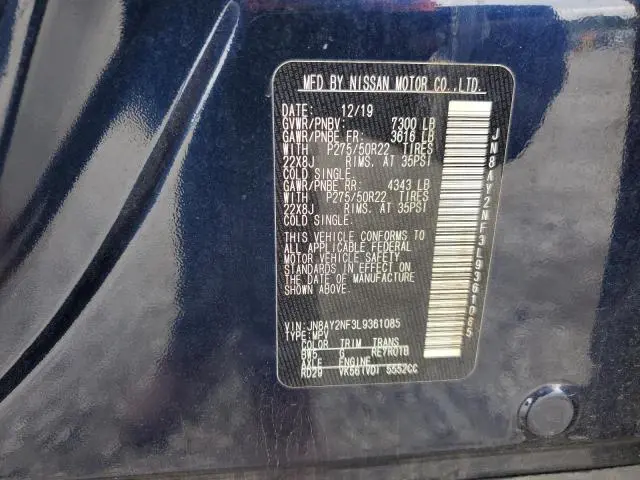 MFD BY NISSAN MOTOR CO.,LTD.
DATE: 12/19
GVWR/PNBV: 7300 LB
GAWR/PNBE FR: 3616 LB
WITH P275/50R22 TIRES
22X8J RIMS. AT 35PSI
COLD SINGLE.
GAWR/PNBE RR: 4343 LB
WITH P275/50R22 TIRES
22X8J RIMS. AT 35PSI
COLD SINGLE.
THIS VEHICLE CONFORMS TO
ALL APPLICABLE FEDERAL
MOTOR VEHICLE SAFETY
STANDARDS IN EFFECT ON
THE DATE OF MANUFACTURE
SHOWN ABOVE.
VIN:JN8AY2NF3L9361085
TYPE:MPV
COLOR TRIM TRANS
BW5 G RE7R01B
AXLE ENGINE
RD29 VK56(VD) 5552CC
JN8AY2NF3L9361085